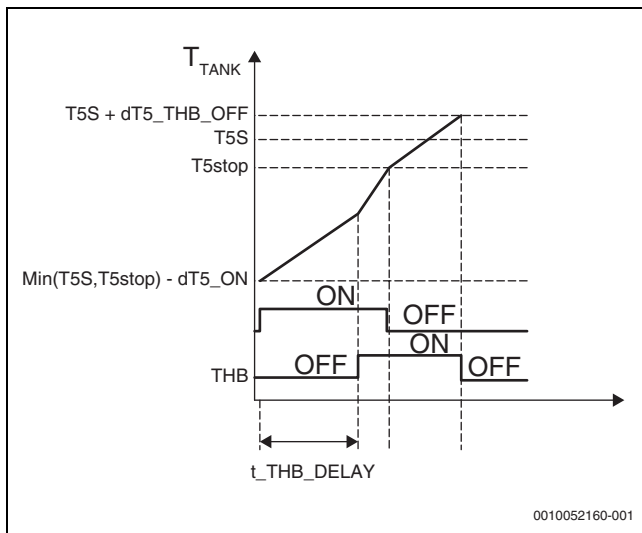 T_TANK
T5S + dT5_THB_OFF
T5S
T5stop
Min(T5S,T5stop) - dT5_ON
ON
OFF
ON
THB
OFF
OFF
t_THB_DELAY
0010052160-001